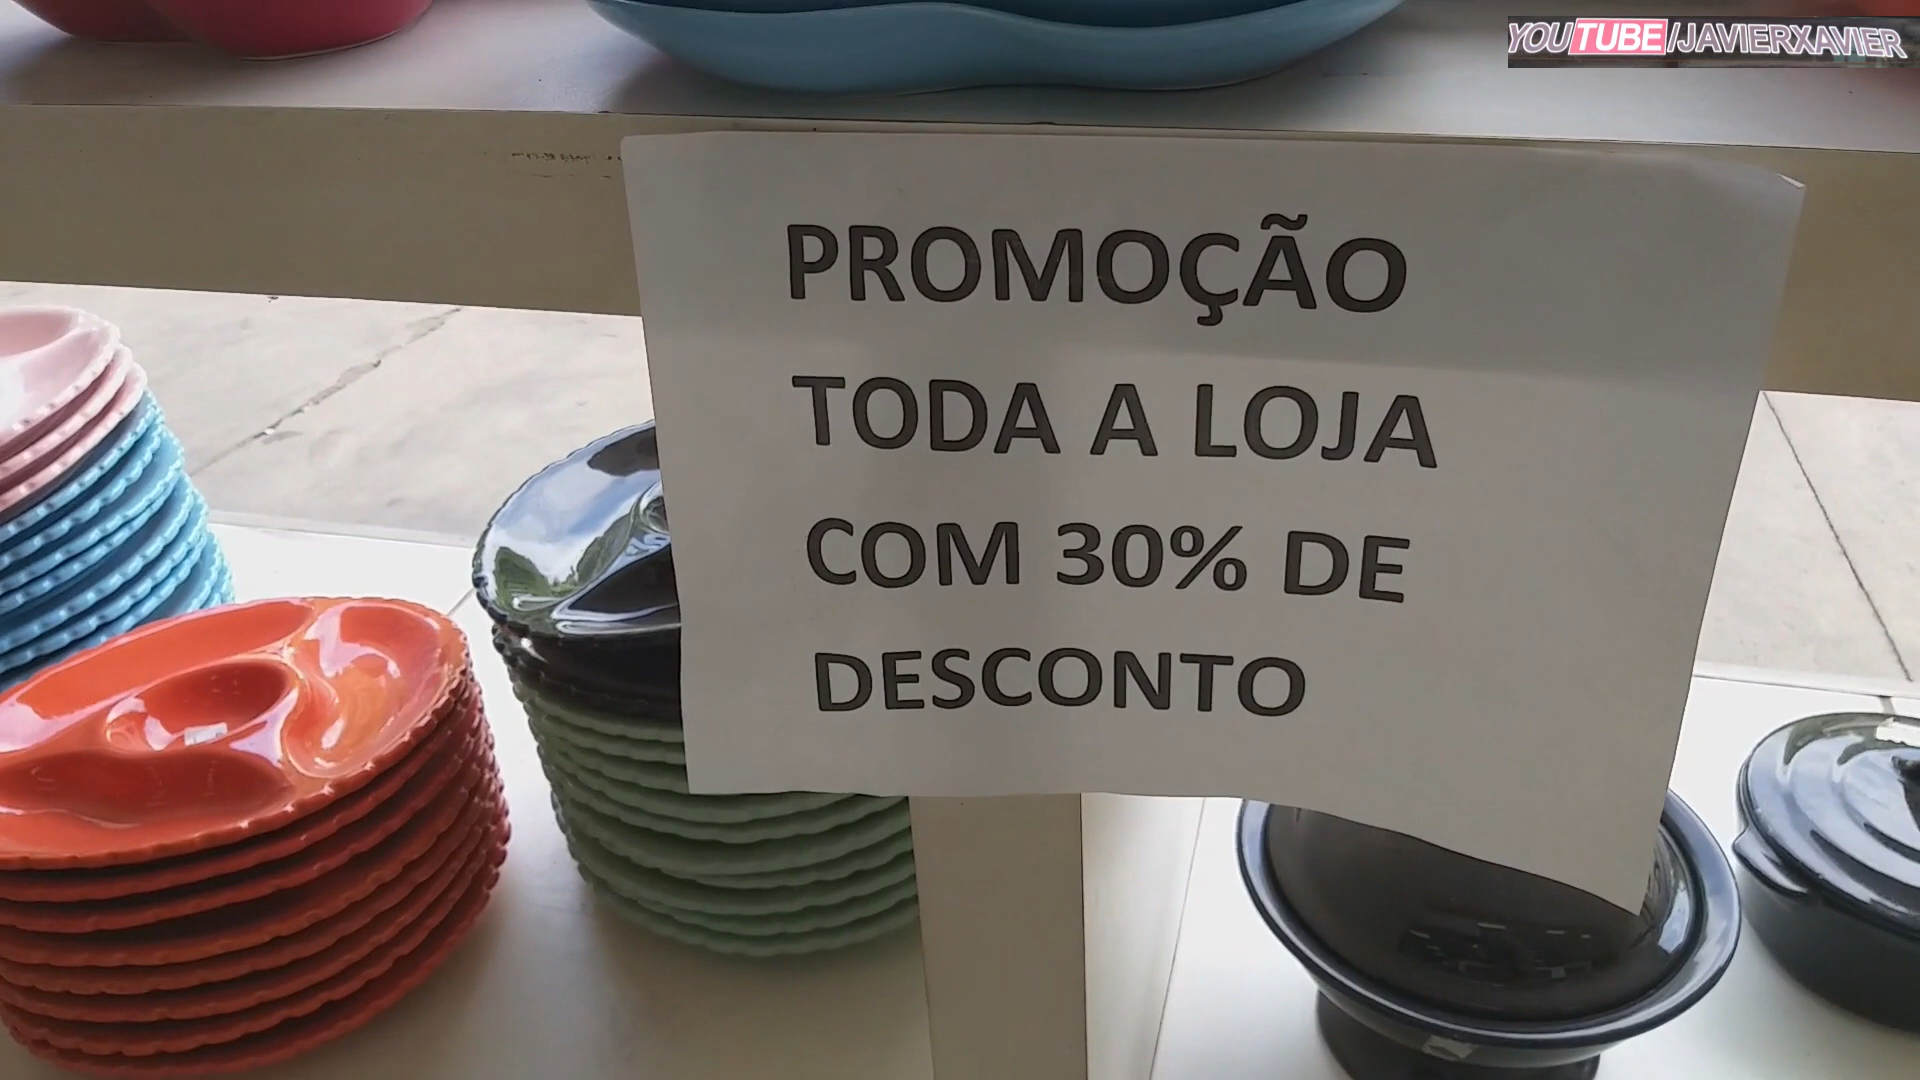 YOUTUBE/JAVIERXAVIER
PROMOÇÃO
TODA A LOJA
COM 30% DE
DESCONTO